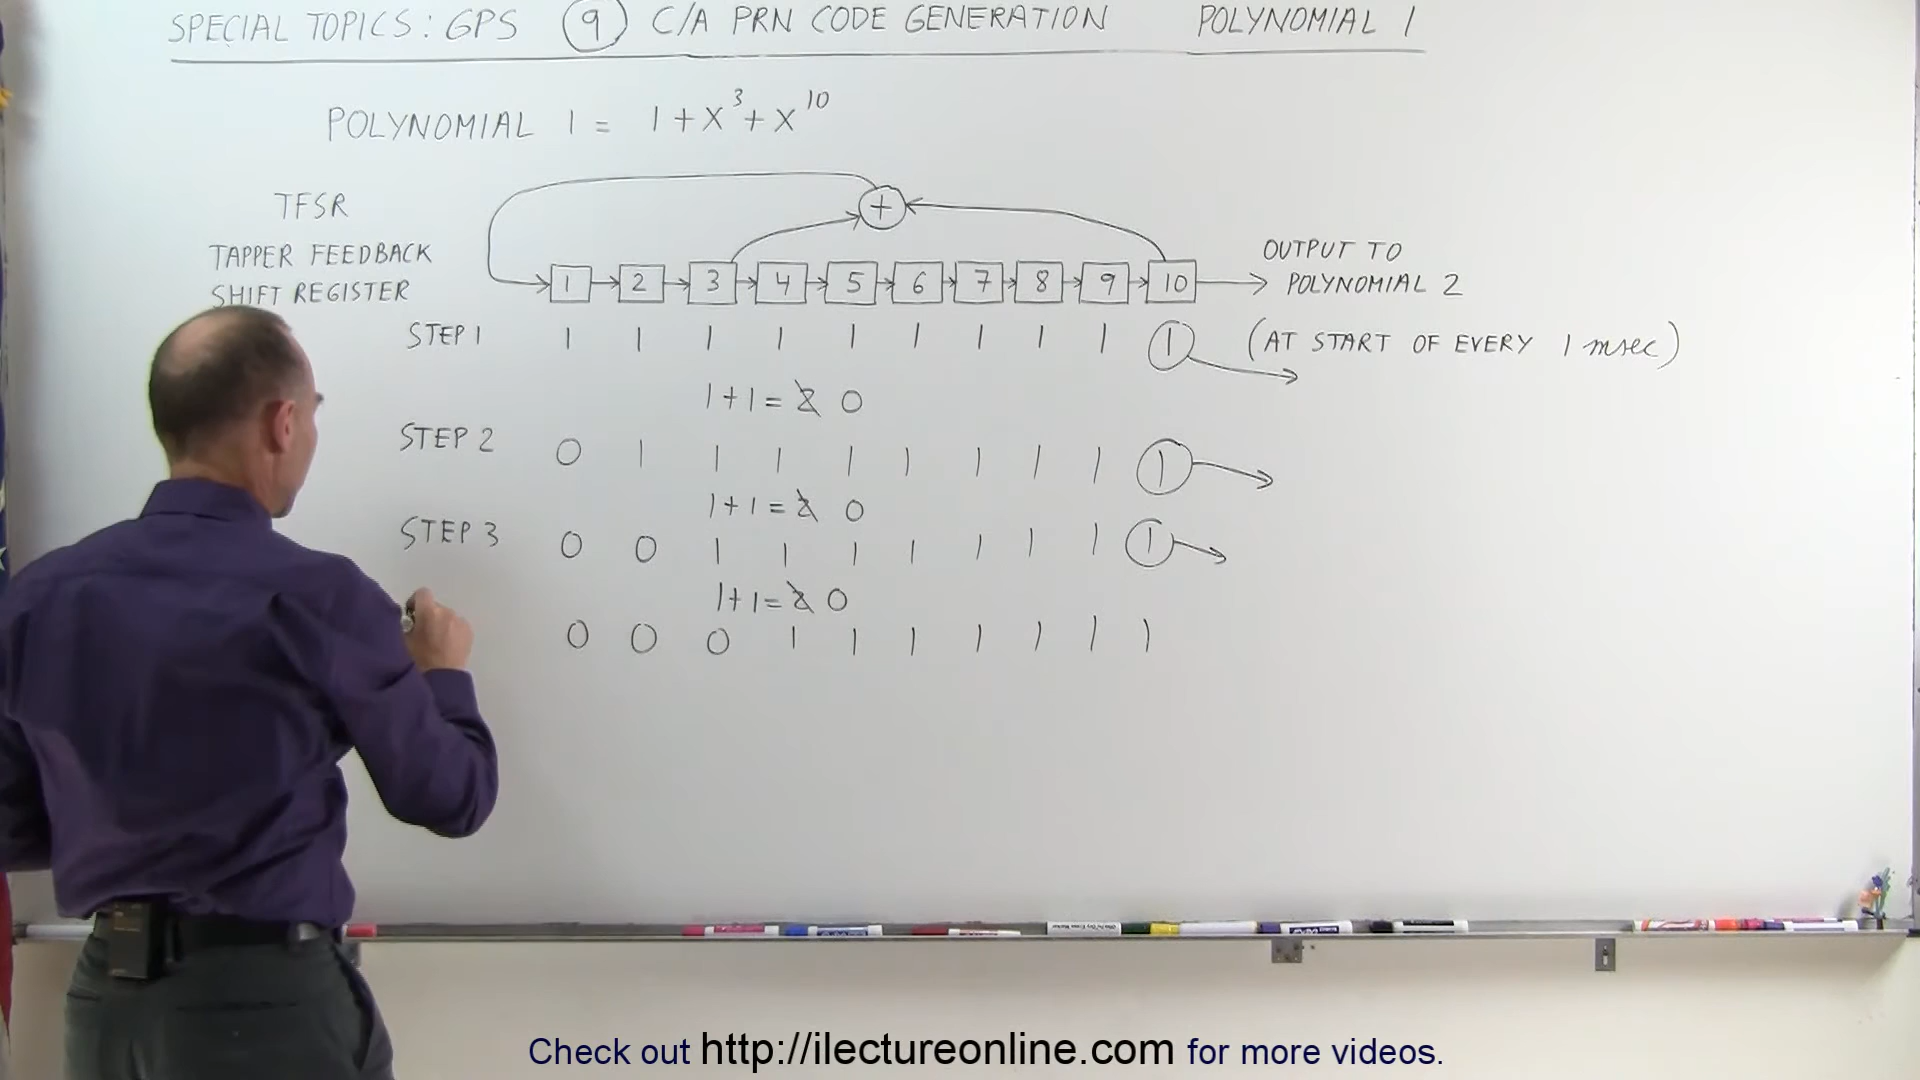 SPECIAL TOPICS: GPS 9 C/A PRN CODE GENERATION POLYNOMIAL 1
POLYNOMIAL 1 = 1 + X³ + X¹⁰
TFSR
TAPPER FEEDBACK
SHIFT REGISTER
+
1 2 3 4 5 6 7 8 9 10
OUTPUT TO
POLYNOMIAL 2
STEP 1 1 1 1 1 1 1 1 1 1 1 (AT START OF EVERY 1 msec)
1 + 1 = 2 0
STEP 2 0 1 1 1 1 1 1 1 1 1
1 + 1 = 2 0
STEP 3 0 0 1 1 1 1 1 1 1 1
1 + 1 = 2 0
0 0 0 1 1 1 1 1 1 1
Check out http://ilectureonline.com for more videos.